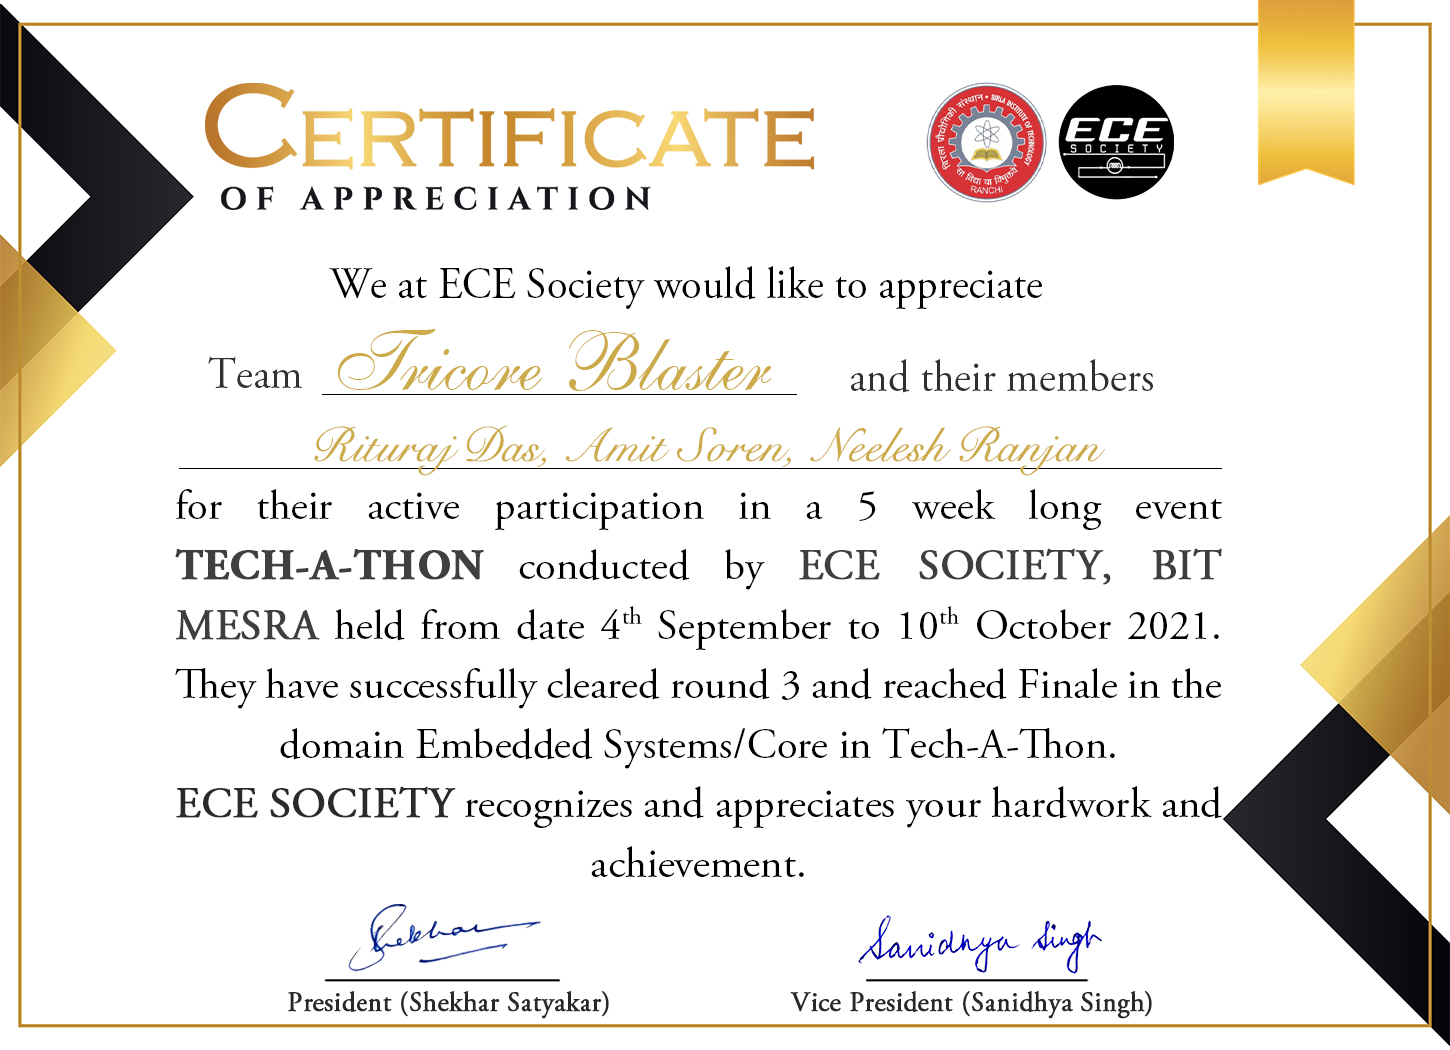 CERTIFICATE
OF APPRECIATION
बिरला प्रौद्योगिकी संस्थान • BIRLA INSTITUTE OF TECHNOLOGY
सा विद्या या विमुक्तये
RANCHI
ECE
SOCIETY
We at ECE Society would like to appreciate
Team Tricore Blaster and their members
Rituraj Das, Amit Soren, Neelesh Ranjan
for their active participation in a 5 week long event
TECH-A-THON conducted by ECE SOCIETY, BIT
MESRA held from date 4th September to 10th October 2021.
They have successfully cleared round 3 and reached Finale in the
domain Embedded Systems/Core in Tech-A-Thon.
ECE SOCIETY recognizes and appreciates your hardwork and
achievement.
Shekhar Sanidhya Singh
President (Shekhar Satyakar) Vice President (Sanidhya Singh)